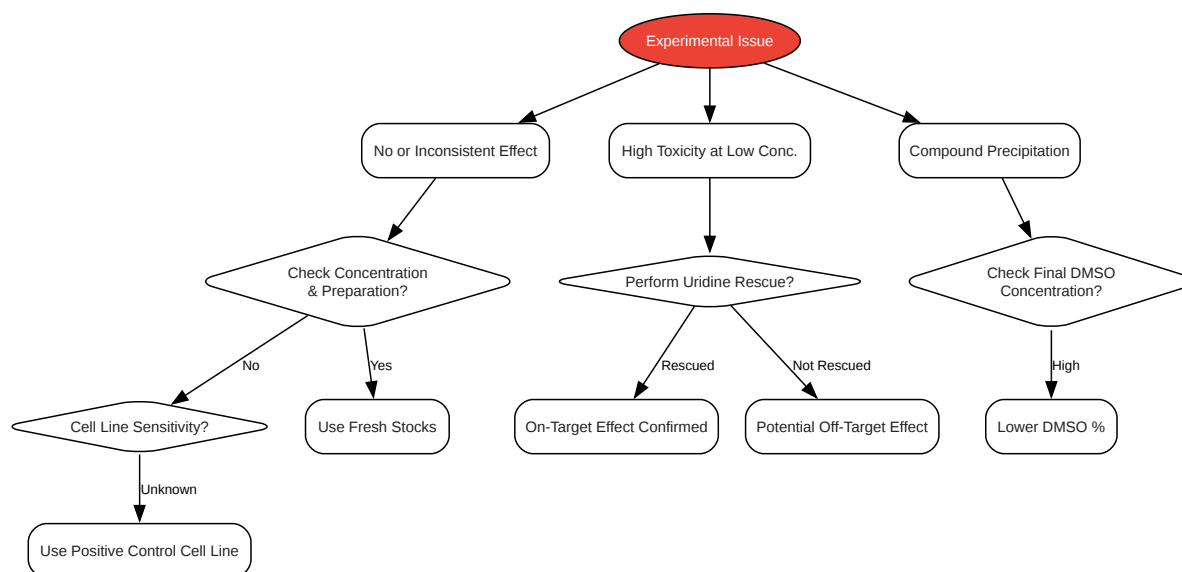 Experimental Issue
No or Inconsistent Effect
High Toxicity at Low Conc.
Compound Precipitation
Check Concentration
& Preparation?
Perform Uridine Rescue?
Check Final DMSO
Concentration?
No
Yes
Rescued
Not Rescued
High
Cell Line Sensitivity?
Use Fresh Stocks
On-Target Effect Confirmed
Potential Off-Target Effect
Lower DMSO %
Unknown
Use Positive Control Cell Line